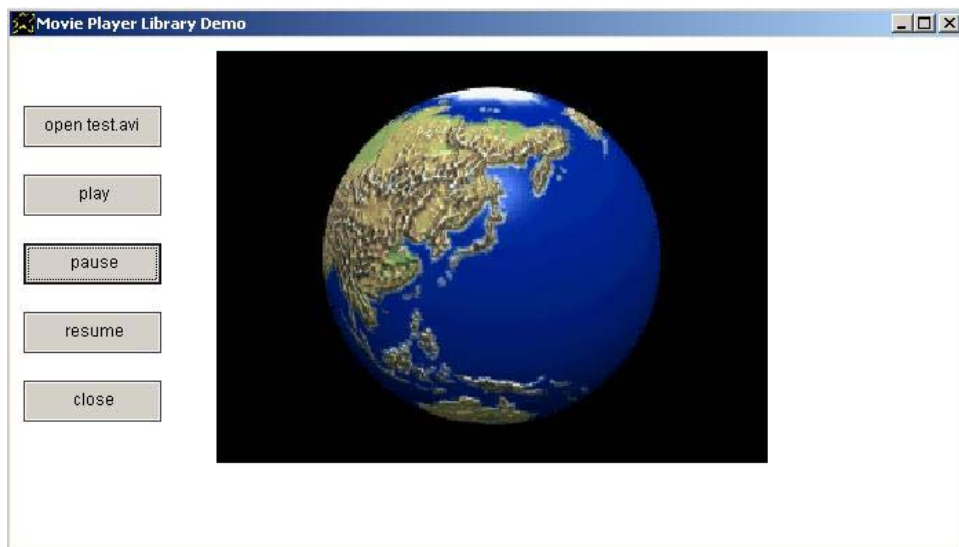 Movie Player Library Demo
open test.avi
play
pause
resume
close